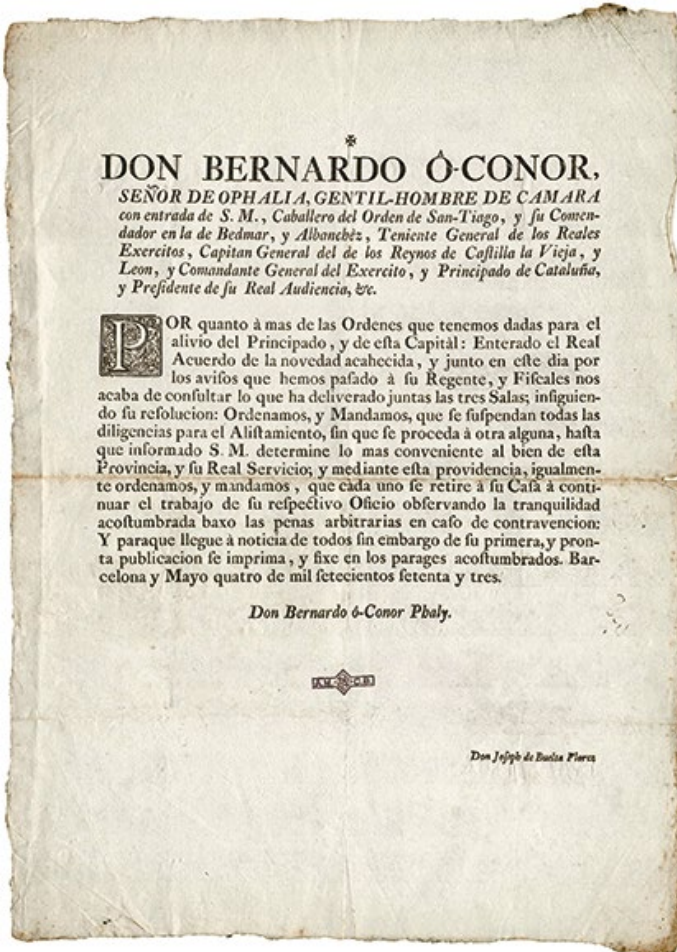 DON BERNARDO Ó-CONOR,
SEÑOR DE OPHALIA, GENTIL-HOMBRE DE CAMARA
con entrada de S. M., Caballero del Orden de San-Tiago, y ſu Comen-
dador en la de Bedmar, y Albanchèz, Teniente General de los Reales
Exercitos, Capitan General del de los Reynos de Caſtilla la Vieja, y
Leon, y Comandante General del Exercito, y Principado de Cataluña,
y Preſidente de ſu Real Audiencia, &c.
POR quanto à mas de las Ordenes que tenemos dadas para el
alivio del Principado, y de eſta Capitàl: Enterado el Real
Acuerdo de la novedad acahecida, y junto en eſte dia por
los aviſos que hemos paſado à ſu Regente, y Fiſcales nos
acaba de conſultar lo que ha deliverado juntas las tres Salas; inſiguien-
do ſu reſolucion: Ordenamos, y Mandamos, que ſe ſuſpendan todas las
diligencias para el Aliſtamiento, ſin que ſe proceda à otra alguna, haſta
que informado S. M. determine lo mas conveniente al bien de eſta
Provincia, y ſu Real Servicio; y mediante eſta providencia, igualmen-
te ordenamos, y mandamos, que cada uno ſe retire à ſu Caſa à conti-
nuar el trabajo de ſu reſpectivo Oficio obſervando la tranquilidad
acoſtumbrada baxo las penas arbitrarias en caſo de contravencion:
Y paraque llegue à noticia de todos ſin embargo de ſu primera, y pron-
ta publicacion ſe imprima, y fixe en los parages acoſtumbrados. Bar-
celona y Mayo quatro de mil ſetecientos ſetenta y tres.
Don Bernardo ó-Conor Phaly.
Don Joſeph de Buelta Florez